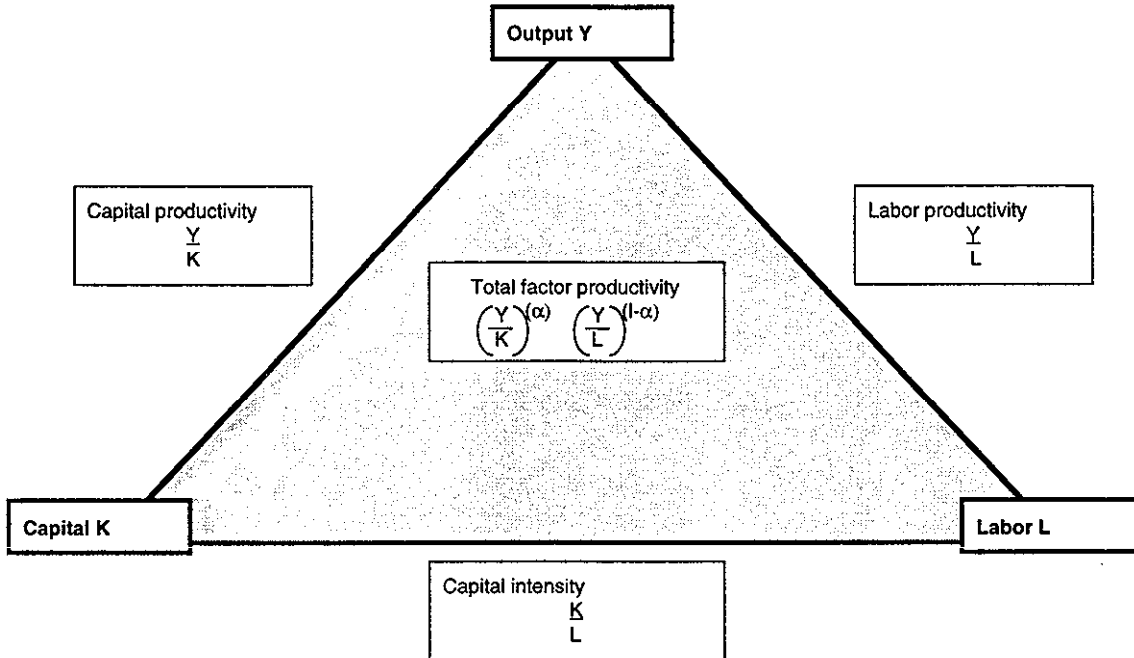 Output Y
Capital productivity
Y
K
Labor productivity
Y
L
Total factor productivity
(Y/K)(α) (Y/L)(l-α)
Capital K
Labor L
Capital intensity
K
L